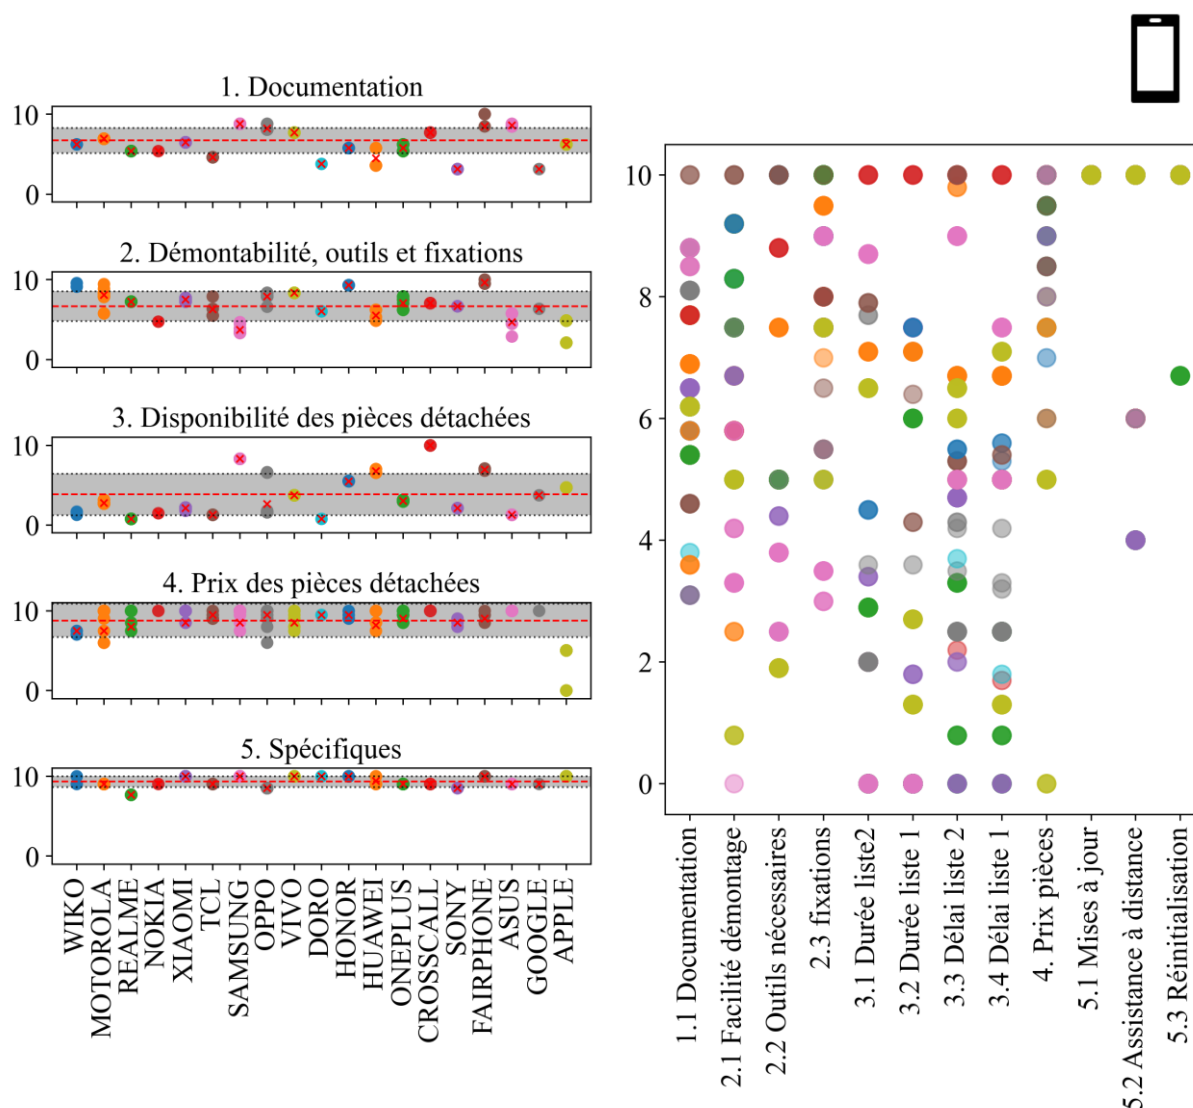 1. Documentation
10
0
2. Démontabilité, outils et fixations
10
0
3. Disponibilité des pièces détachées
10
0
4. Prix des pièces détachées
10
0
5. Spécifiques
10
0
WIKO
MOTOROLA
REALME
NOKIA
XIAOMI
TCL
SAMSUNG
OPPO
VIVO
DORO
HONOR
HUAWEI
ONEPLUS
CROSSCALL
SONY
FAIRPHONE
ASUS
GOOGLE
APPLE
10
8
6
4
2
0
1.1 Documentation
2.1 Facilité démontage
2.2 Outils nécessaires
2.3 fixations
3.1 Durée liste2
3.2 Durée liste 1
3.3 Délai liste 2
3.4 Délai liste 1
4. Prix pièces
5.1 Mises à jour
5.2 Assistance à distance
5.3 Réinitialisation